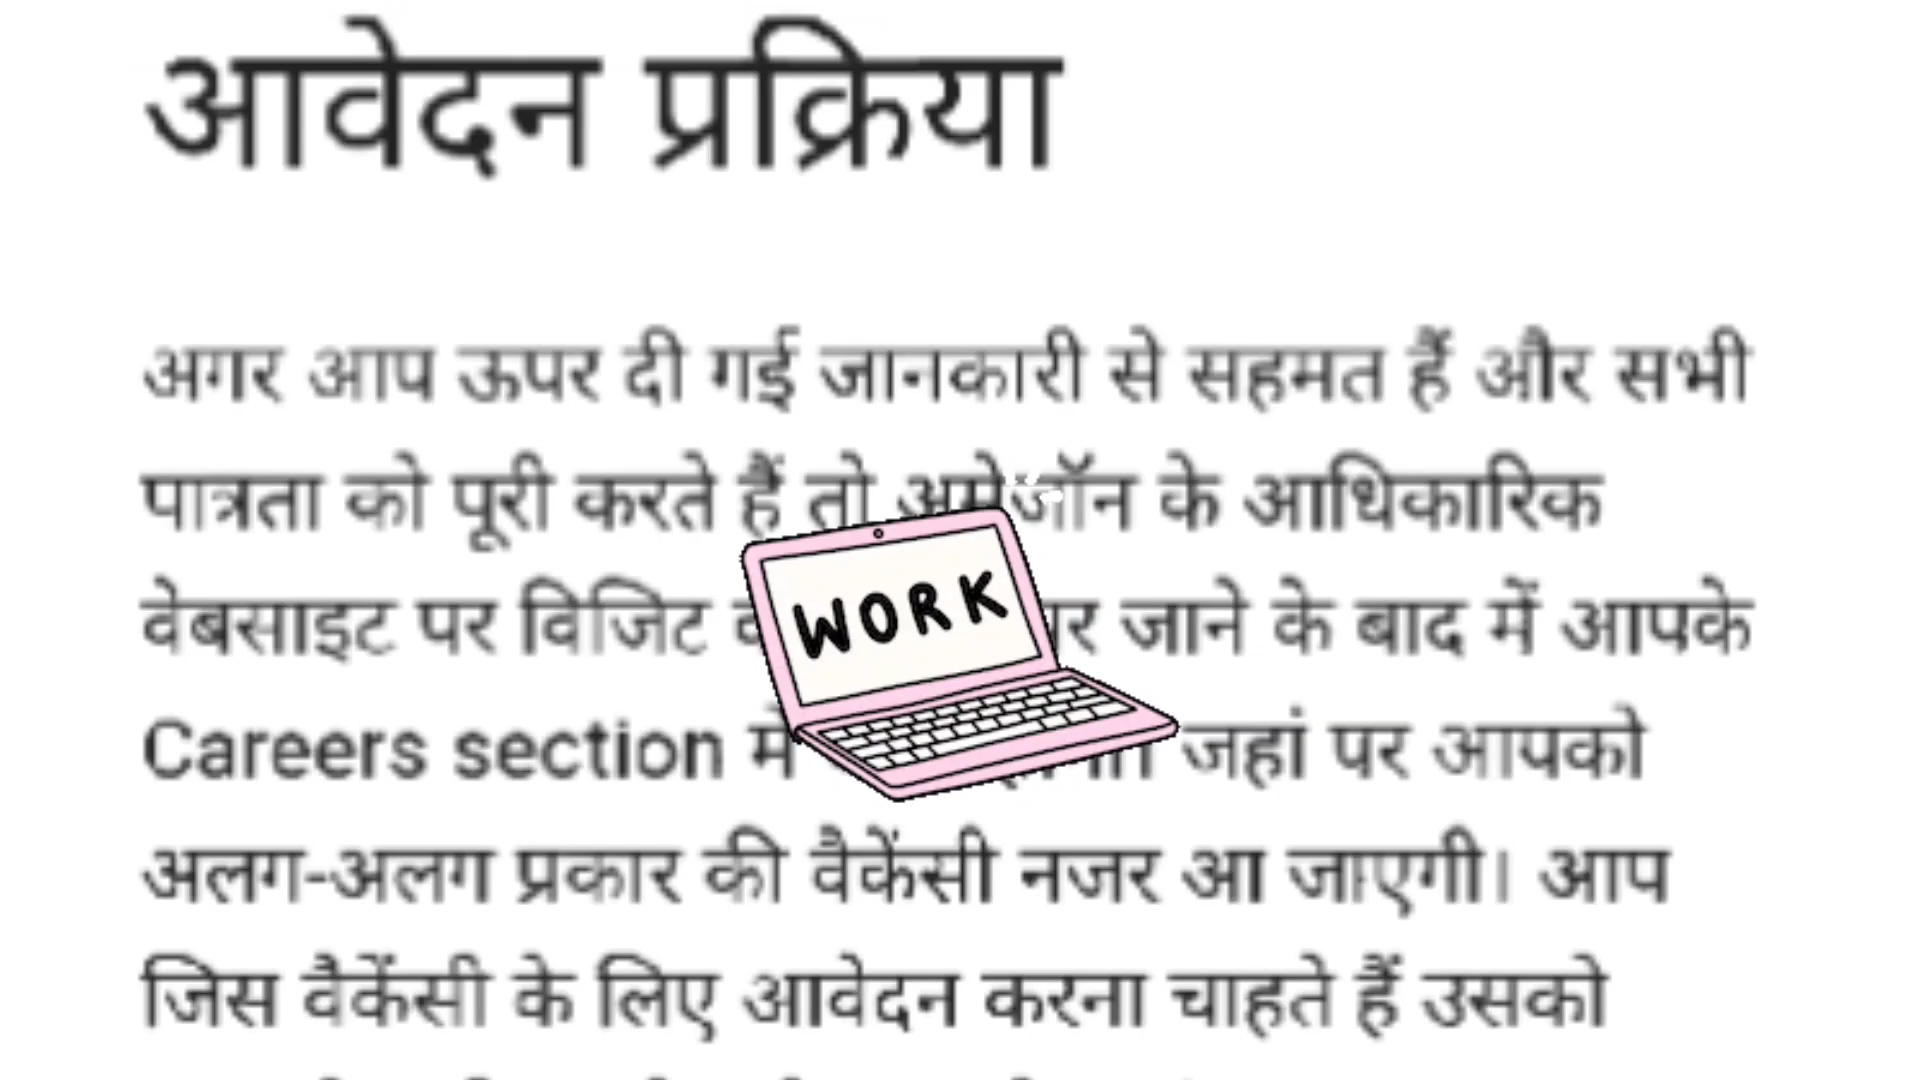 आवेदन प्रक्रिया
अगर आप ऊपर दी गई जानकारी से सहमत हैं और सभी
पात्रता को पूरी करते हैं तो अमेजॉन के आधिकारिक
वेबसाइट पर विजिट जाने के बाद में आपके
WORK
Careers section में जहां पर आपको
अलग-अलग प्रकार की वैकेंसी नजर आ जाएगी। आप
जिस वैकेंसी के लिए आवेदन करना चाहते हैं उसको